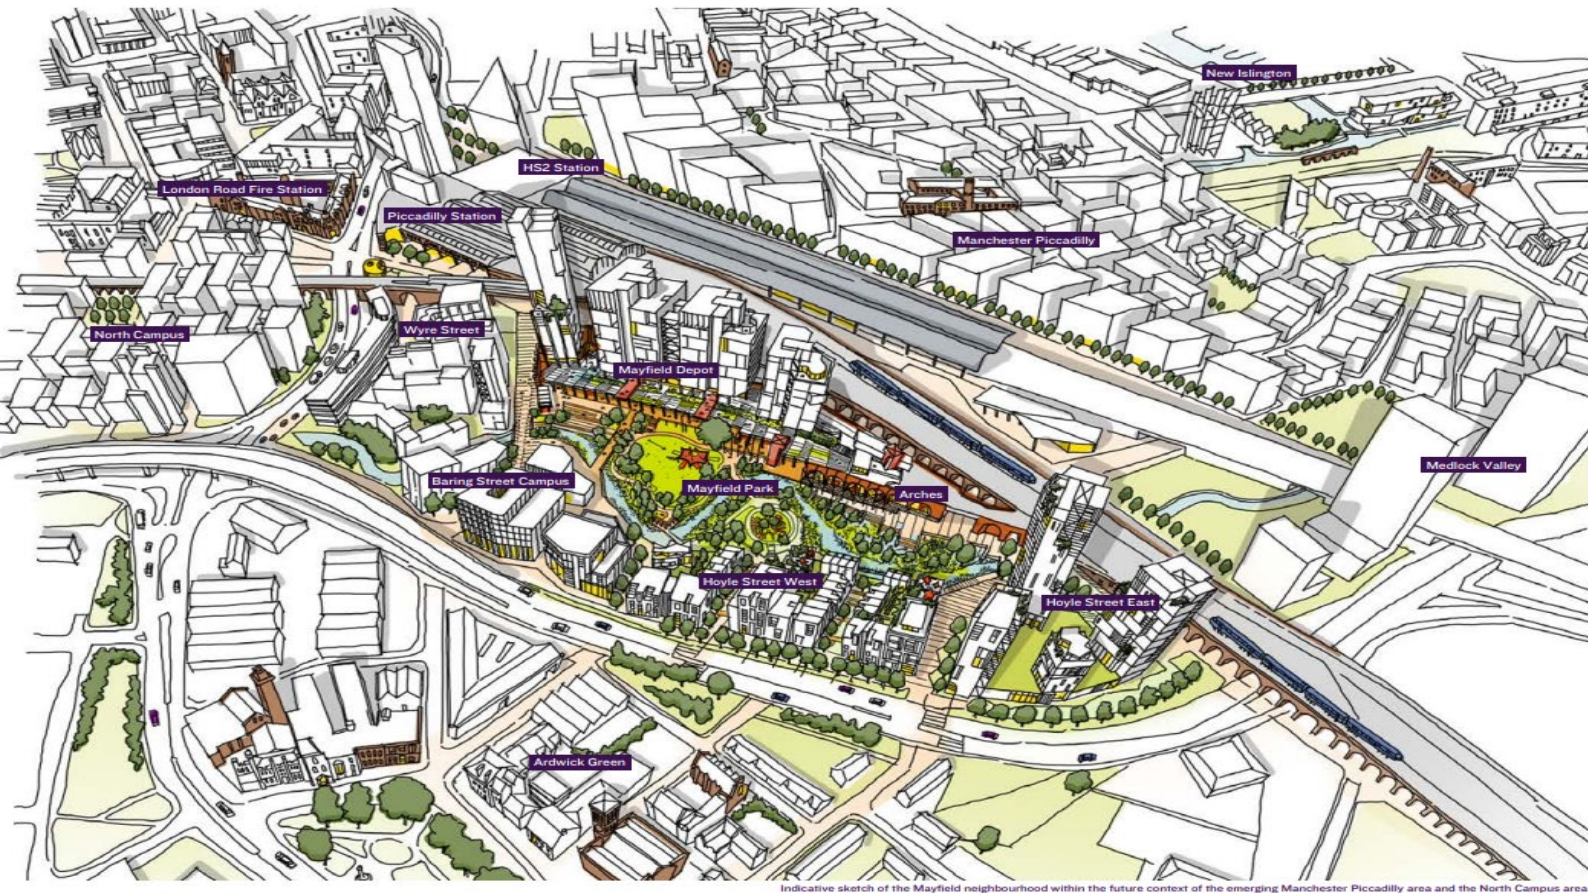 New Islington
HS2 Station
London Road Fire Station
Piccadilly Station
Manchester Piccadilly
Wyre Street
North Campus
Mayfield Depot
Medlock Valley
Baring Street Campus
Mayfield Park
Arches
Hoyle Street West
Hoyle Street East
Ardwick Green
Indicative sketch of the Mayfield neighbourhood within the future context of the emerging Manchester Piccadilly area and the North Campus area